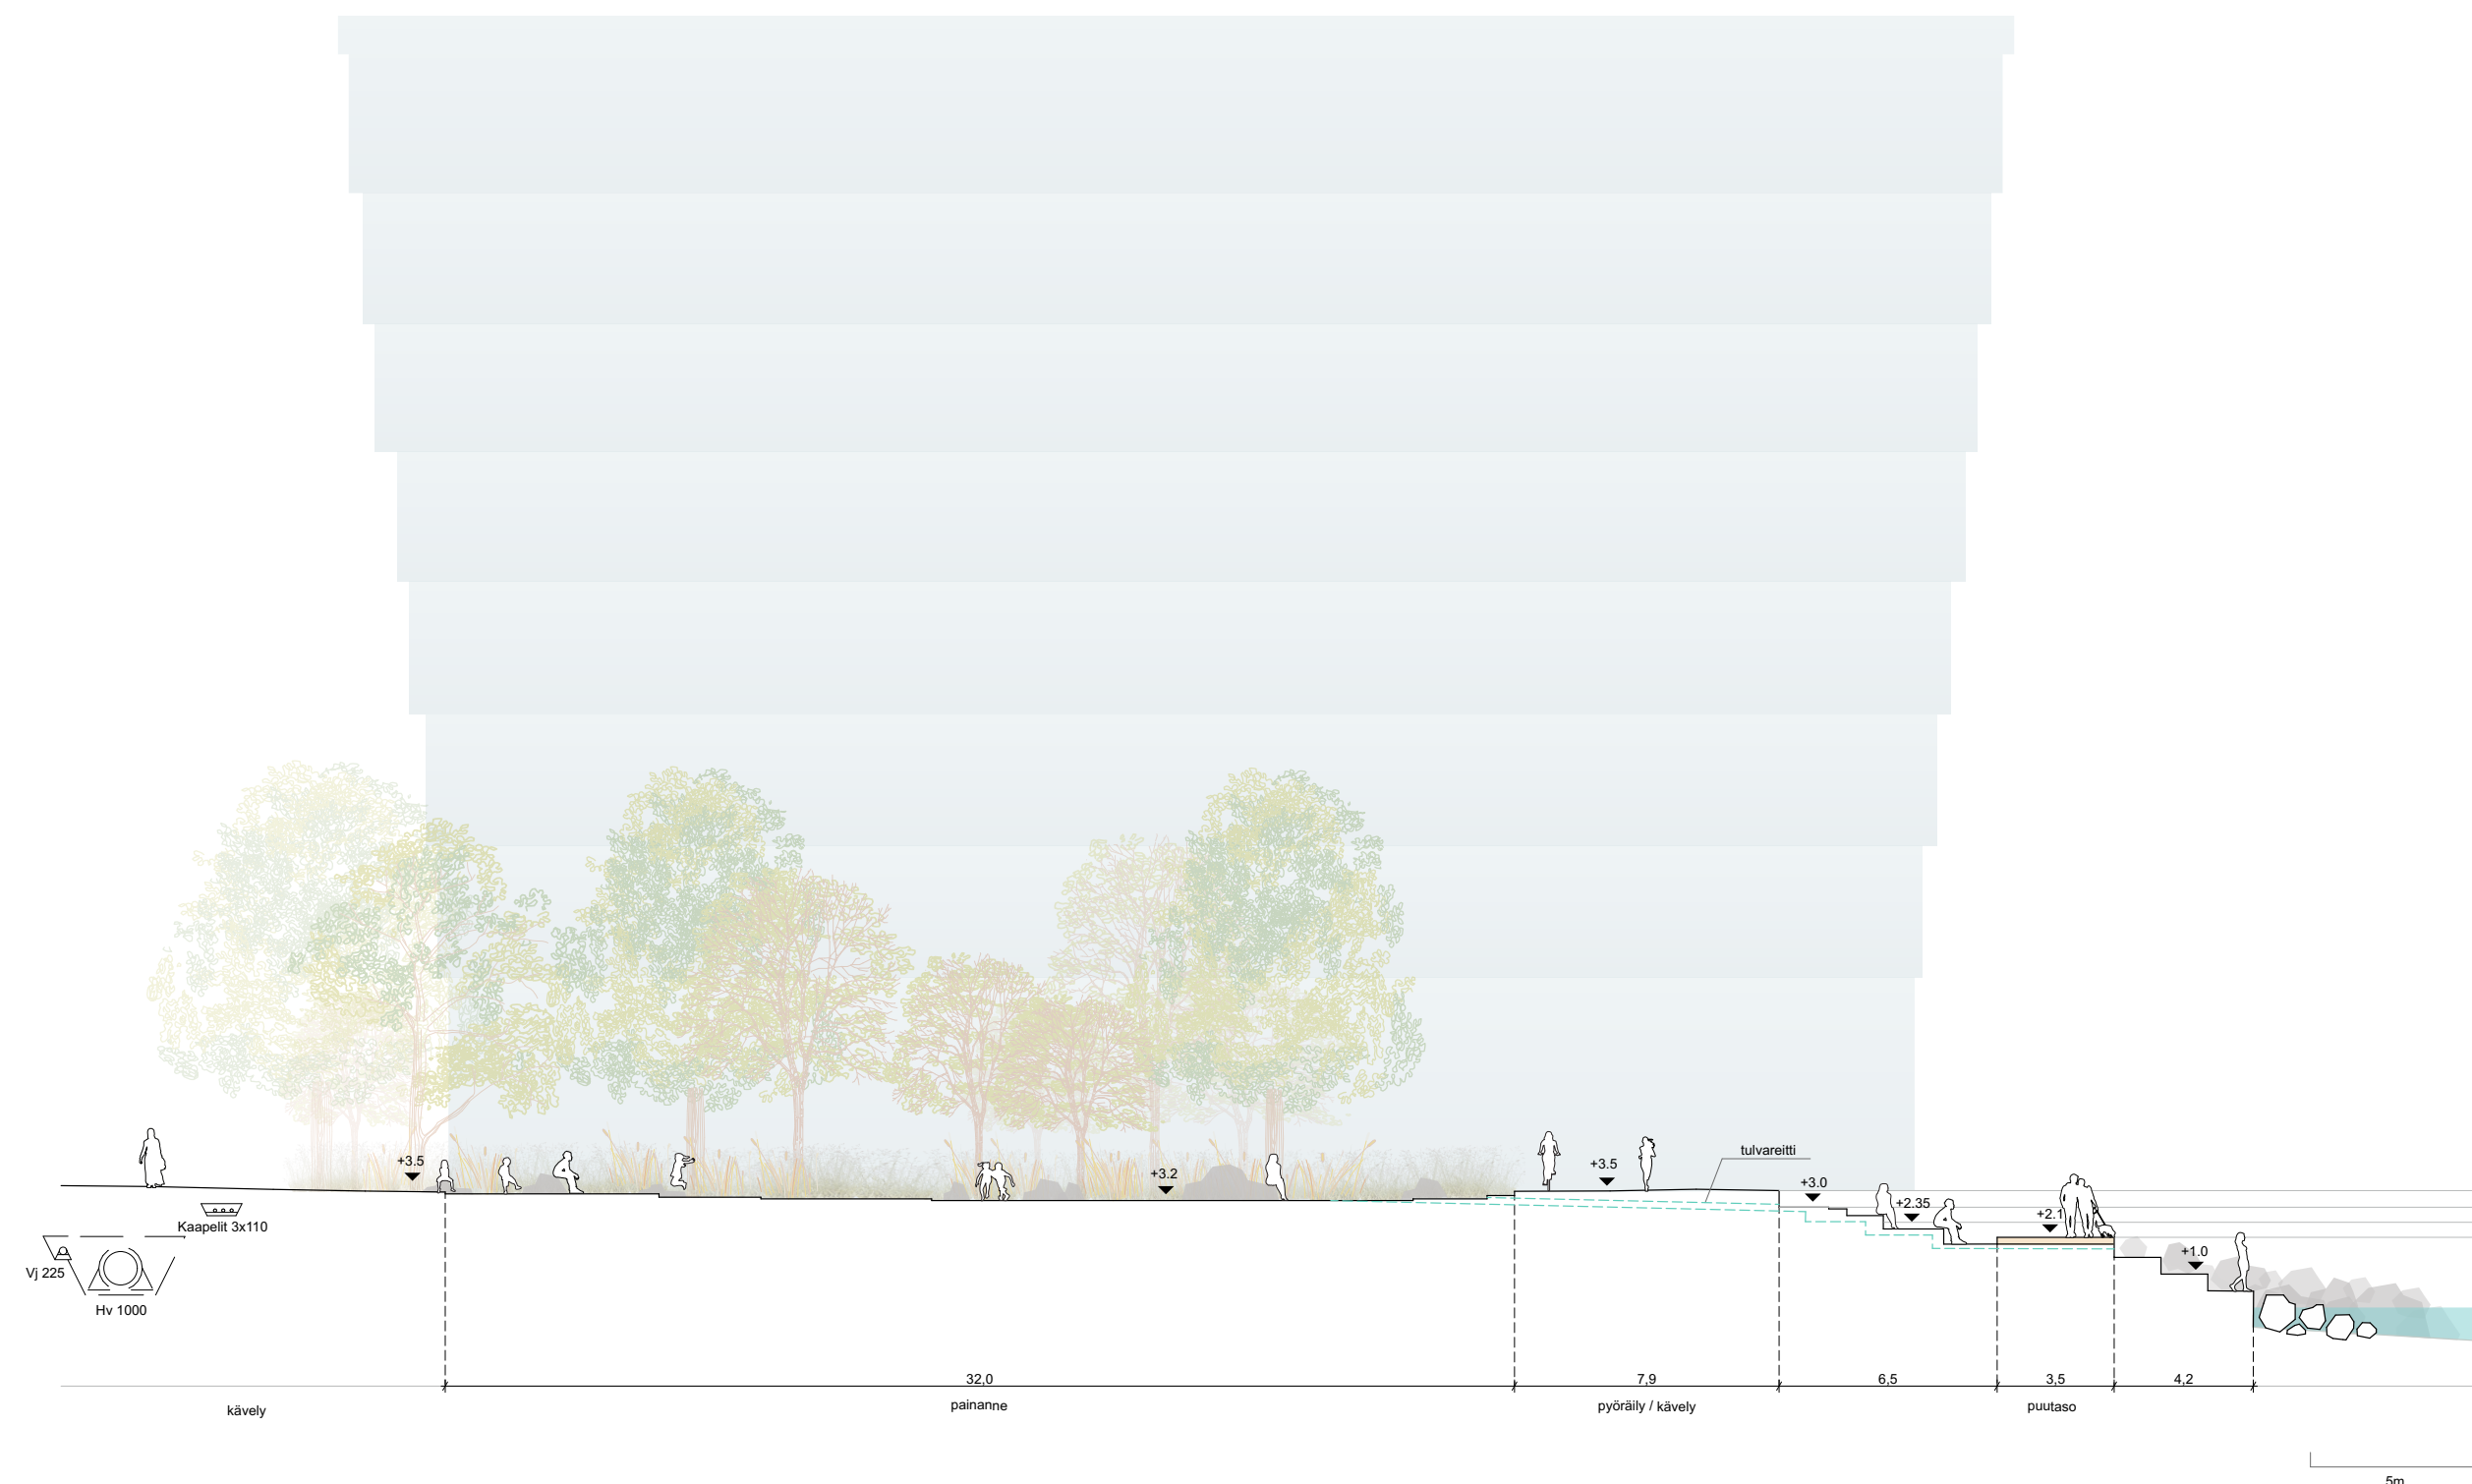 tulvareitti
+3.5
+3.2
+3.5
+3.0
+2.35
+2.1
+1.0
Kaapelit 3x110
Vj 225
Hv 1000
32,0
7,9
6,5
3,5
4,2
kävely
painanne
pyöräily / kävely
puutaso
5m